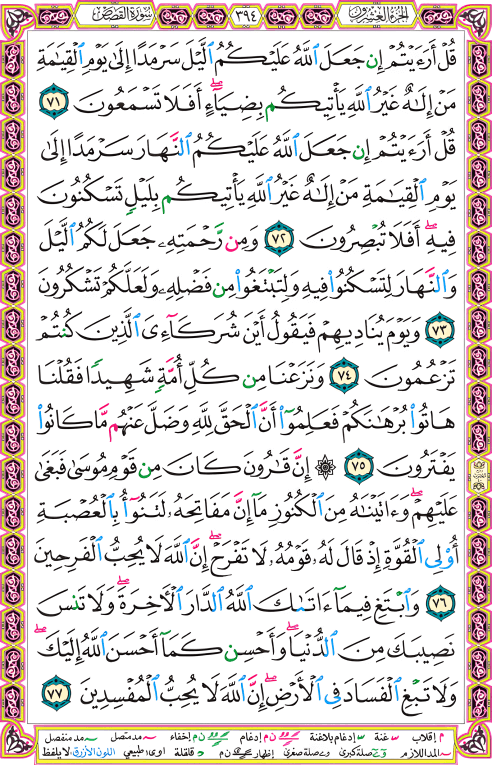 الجزء العشرون ٣٩٤ سورة القصص
قُلْ أَرَءَيْتُمْ إِن جَعَلَ ٱللَّهُ عَلَيْكُمُ ٱلَّيْلَ سَرْمَدًا إِلَىٰ يَوْمِ ٱلْقِيَٰمَةِ
مَنْ إِلَٰهٌ غَيْرُ ٱللَّهِ يَأْتِيكُم بِضِيَآءٍ ۖ أَفَلَا تَسْمَعُونَ ٧١
قُلْ أَرَءَيْتُمْ إِن جَعَلَ ٱللَّهُ عَلَيْكُمُ ٱلنَّهَارَ سَرْمَدًا إِلَىٰ
يَوْمِ ٱلْقِيَٰمَةِ مَنْ إِلَٰهٌ غَيْرُ ٱللَّهِ يَأْتِيكُم بِلَيْلٍ تَسْكُنُونَ
فِيهِ ۖ أَفَلَا تُبْصِرُونَ ٧٢ وَمِن رَّحْمَتِهِۦ جَعَلَ لَكُمُ ٱلَّيْلَ
وَٱلنَّهَارَ لِتَسْكُنُوا۟ فِيهِ وَلِتَبْتَغُوا۟ مِن فَضْلِهِۦ وَلَعَلَّكُمْ تَشْكُرُونَ
٧٣ وَيَوْمَ يُنَادِيهِمْ فَيَقُولُ أَيْنَ شُرَكَآءِىَ ٱلَّذِينَ كُنتُمْ
تَزْعُمُونَ ٧٤ وَنَزَعْنَا مِن كُلِّ أُمَّةٍ شَهِيدًا فَقُلْنَا
هَاتُوا۟ بُرْهَٰنَكُمْ فَعَلِمُوٓا۟ أَنَّ ٱلْحَقَّ لِلَّهِ وَضَلَّ عَنْهُم مَّا كَانُوا۟
يَفْتَرُونَ ٧٥ ۞ إِنَّ قَٰرُونَ كَانَ مِن قَوْمِ مُوسَىٰ فَبَغَىٰ
عَلَيْهِمْ ۖ وَءَاتَيْنَٰهُ مِنَ ٱلْكُنُوزِ مَآ إِنَّ مَفَاتِحَهُۥ لَتَنُوٓأُ بِٱلْعُصْبَةِ
أُو۟لِى ٱلْقُوَّةِ إِذْ قَالَ لَهُۥ قَوْمُهُۥ لَا تَفْرَحْ ۖ إِنَّ ٱللَّهَ لَا يُحِبُّ ٱلْفَرِحِينَ
٧٦ وَٱبْتَغِ فِيمَآ ءَاتَىٰكَ ٱللَّهُ ٱلدَّارَ ٱلْـَٔاخِرَةَ ۖ وَلَا تَنسَ
نَصِيبَكَ مِنَ ٱلدُّنْيَا ۖ وَأَحْسِن كَمَآ أَحْسَنَ ٱللَّهُ إِلَيْكَ ۖ
وَلَا تَبْغِ ٱلْفَسَادَ فِى ٱلْأَرْضِ ۖ إِنَّ ٱللَّهَ لَا يُحِبُّ ٱلْمُفْسِدِينَ ٧٧
م إقلاب غنة إدغام بلاغنة ن م إدغام ن م إخفاء مد متصل مد منفصل
المد اللازم صلة كبرى صلة صغرى إظهار ن م قلقلة ا و ى: طبيعي اللون الأزرق: لا يلفظ